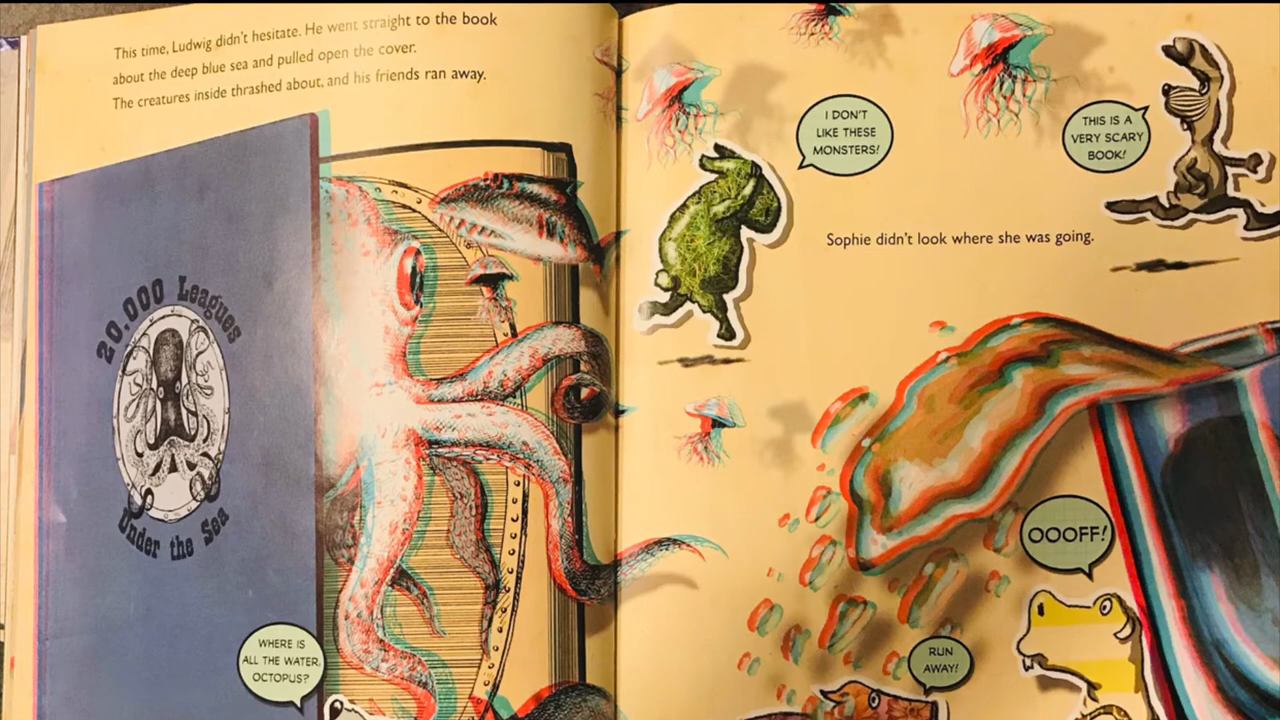 This time, Ludwig didn't hesitate. He went straight to the book
about the deep blue sea and pulled open the cover.
The creatures inside thrashed about, and his friends ran away.
20,000 Leagues
Under the Sea
WHERE IS
ALL THE WATER,
OCTOPUS?
I DON'T
LIKE THESE
MONSTERS!
THIS IS A
VERY SCARY
BOOK!
Sophie didn't look where she was going.
OOOFF!
RUN
AWAY!